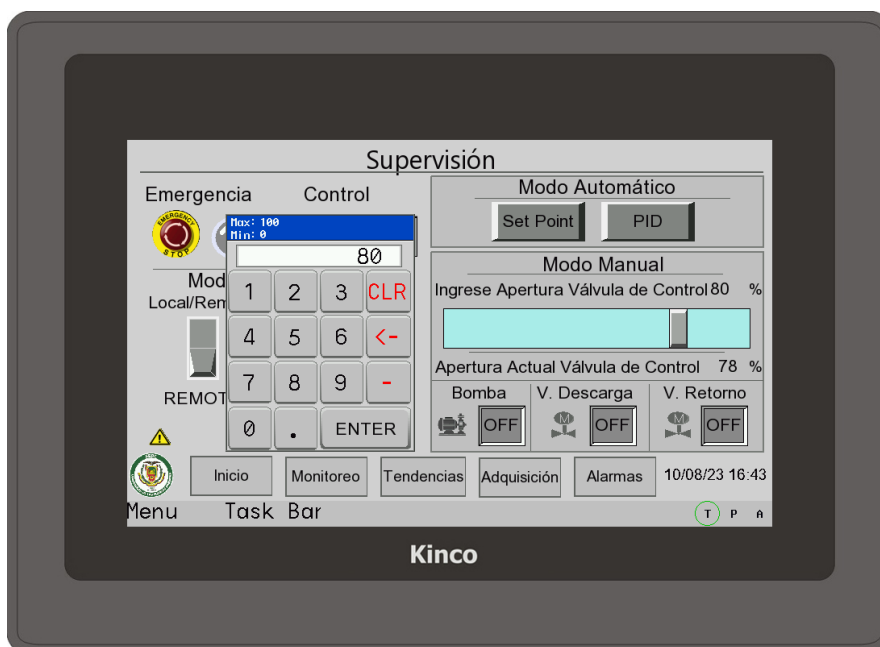 Supervisión
Emergencia
Control
EMERGENCY
STOP
Mod
Local/Rem
REMOT
Max: 100
Min: 0
80
1 2 3 CLR
4 5 6 <-
7 8 9 -
0 . ENTER
Modo Automático
Set Point
PID
Modo Manual
Ingrese Apertura Válvula de Control 80 %
Apertura Actual Válvula de Control 78 %
Bomba
V. Descarga
V. Retorno
OFF
M
OFF
M
OFF
Inicio
Monitoreo
Tendencias
Adquisición
Alarmas
10/08/23 16:43
Menu Task Bar
T P A
Kinco